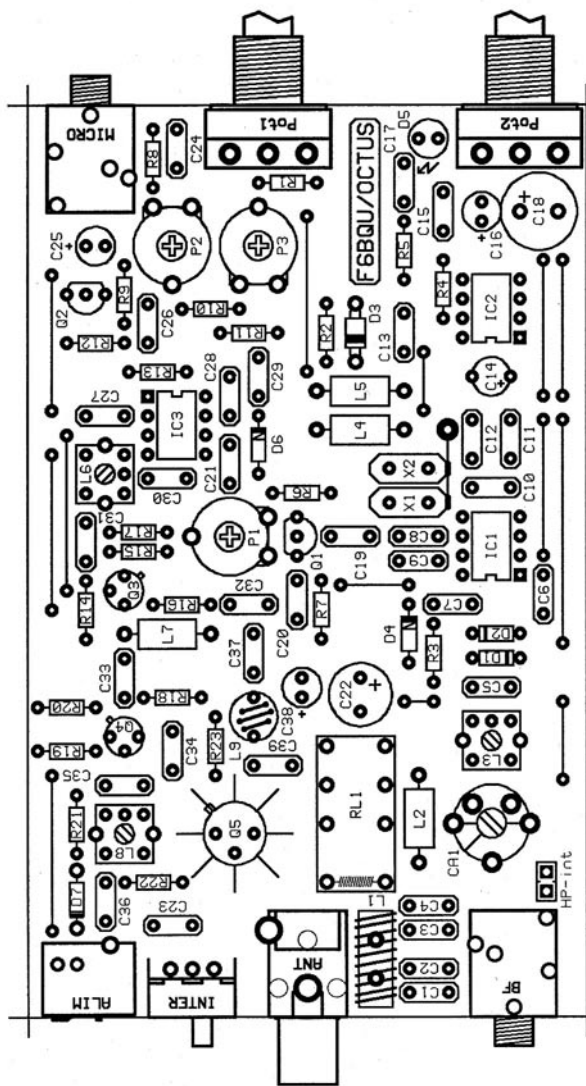 MICRO
R8
C24
Pot1
F6BQU/OCTUS
C17
D5
Pot2
R1
C25
+
P2
P3
R5
C15
C16
+
C18
+
Q2
R9
C26
R10
R2
D3
R4
IC2
R12
R11
C13
R13
C28
C29
L5
C14
+
C27
IC3
D6
L4
C12
C11
L6
C30
C21
R6
X2
X1
C10
C31
R17
R15
P1
Q1
C19
C8
C9
IC1
Q3
R14
R16
C32
C20
R7
D4
C7
C6
L7
C37
R3
D2
D1
C33
R20
R18
C38
+
C22
+
C5
R19
Q4
C34
R23
L9
C39
L3
C35
R21
L8
Q5
RL1
L2
CA1
D7
C36
R22
C23
L1
C4
C3
C2
C1
HP-int
ALIM
INTER
ANT
BF